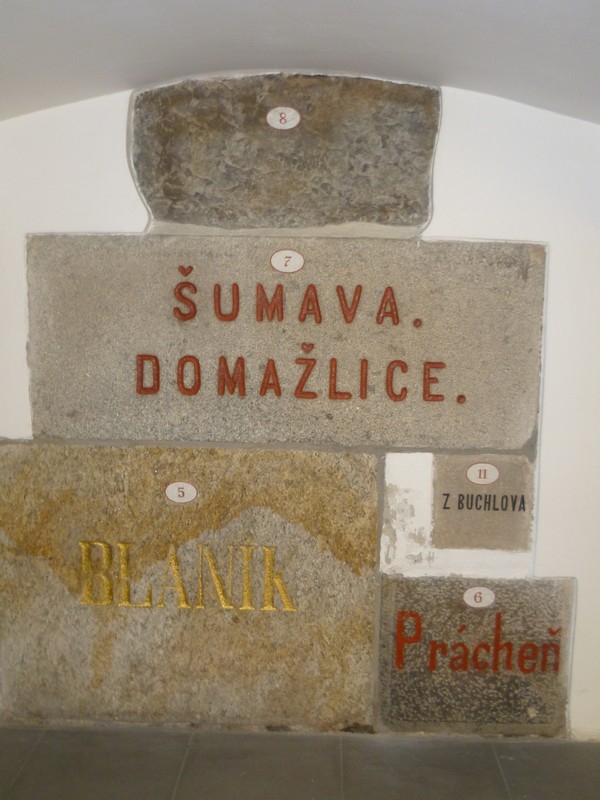 8
7
ŠUMAVA.
DOMAŽLICE.
5
BLANIK
11
Z BUCHLOVA
6
Prácheň